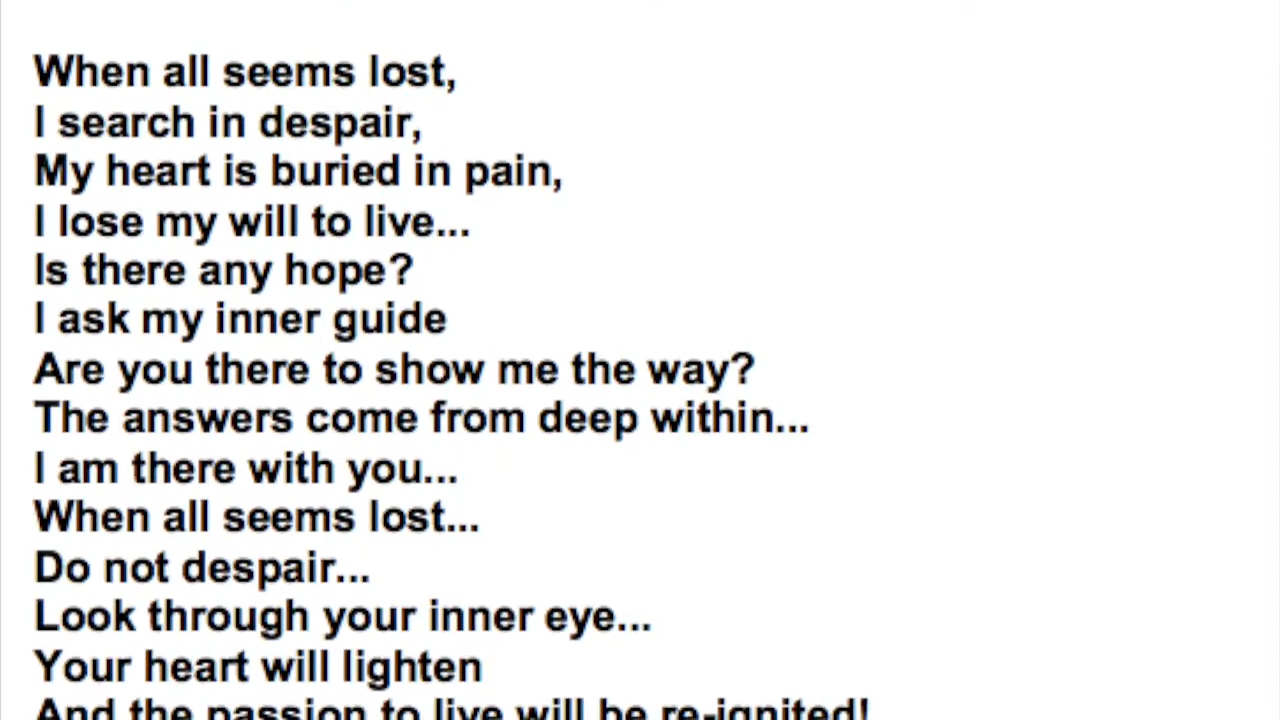 When all seems lost,
I search in despair,
My heart is buried in pain,
I lose my will to live...
Is there any hope?
I ask my inner guide
Are you there to show me the way?
The answers come from deep within...
I am there with you...
When all seems lost...
Do not despair...
Look through your inner eye...
Your heart will lighten
And the passion to live will be re-ignited!